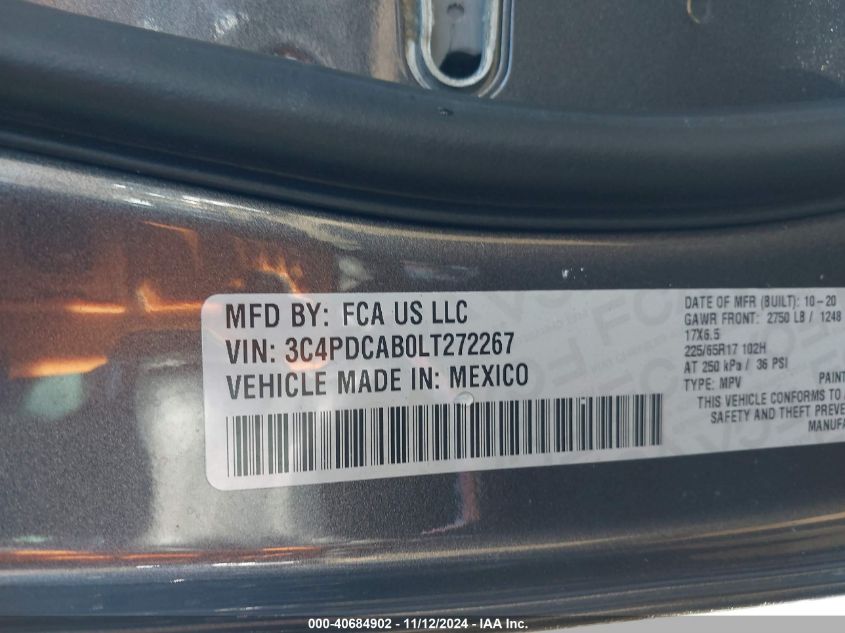 MFD BY: FCA US LLC
VIN: 3C4PDCAB0LT272267
VEHICLE MADE IN: MEXICO
DATE OF MFR (BUILT): 10-20
GAWR FRONT: 2750 LB / 1248
17X6.5
225/65R17 102H
AT 250 kPa / 36 PSI
TYPE: MPV PAINT
THIS VEHICLE CONFORMS TO
SAFETY AND THEFT PREVE
MANUFA
000-40684902 - 11/12/2024 - IAA Inc.